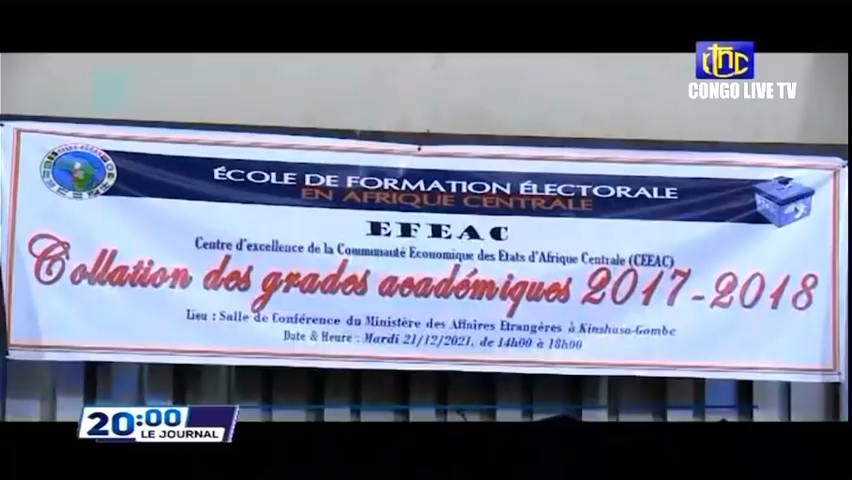 rtnc
CONGO LIVE TV
ÉCOLE DE FORMATION ÉLECTORALE
EN AFRIQUE CENTRALE
EFEAC
Centre d'excellence de la Communauté Economique des Etats d'Afrique Centrale (CEEAC)
Collation des grades académiques 2017-2018
Lieu : Salle de Conférence du Ministère des Affaires Etrangères à Kinshasa-Gombe
Date & Heure : Mardi 21/12/2021, de 14h00 à 18h00
20:00
LE JOURNAL